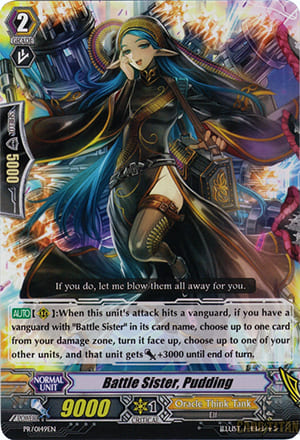 2
GRADE
5000
If you do, let me blow them all away for you.
AUTO [ ]:When this unit's attack hits a vanguard, if you have a
vanguard with "Battle Sister" in its card name, choose up to one card
from your damage zone, turn it face up, choose up to one of your
other units, and that unit gets +3000 until end of turn.
NORMAL
UNIT
Battle Sister, Pudding
POWER
9000
1
CRITICAL
Oracle Think Tank
Elf
PR/0149EN